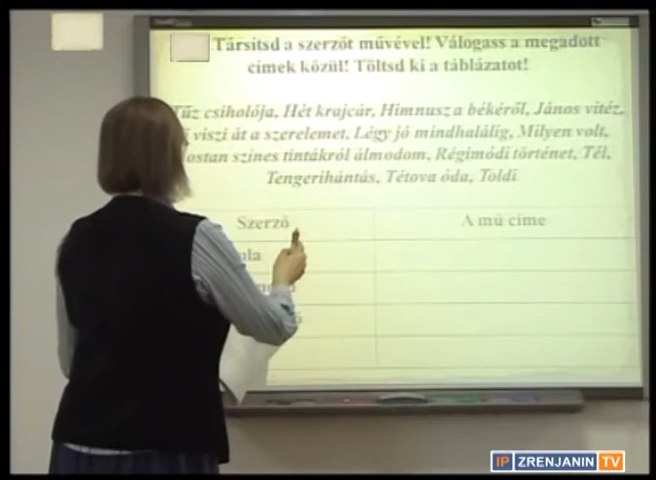 Társítsd a szerzőt művével! Válogass a megadott
címek közül! Töltsd ki a táblázatot!
Tűz csiholója, Hét krajcár, Himnusz a békéről, János vitéz,
viszi át a szerelemet, Légy jó mindhalálig, Milyen volt,
ostan színes tintákról álmodom, Régimódi történet, Tél,
Tengerihántás, Tétova óda, Toldi
Szerző A mű címe
ula
IP ZRENJANIN TV